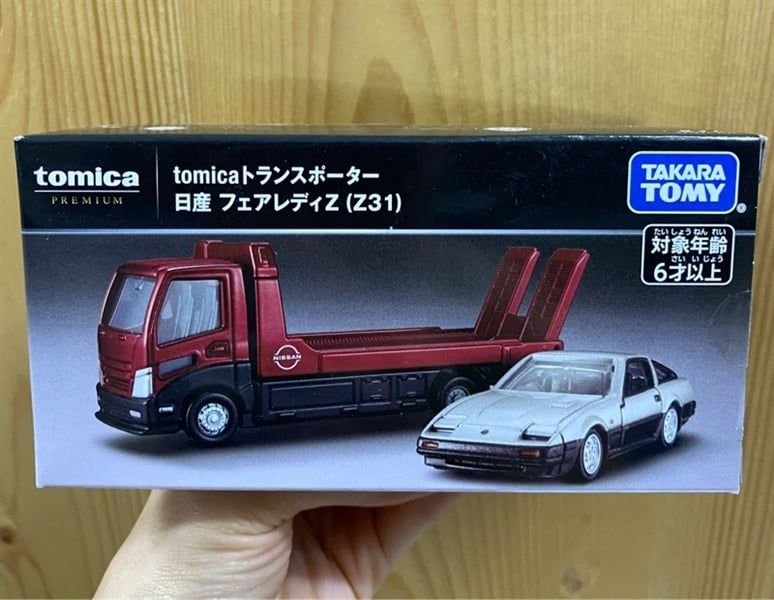 tomica
PREMIUM
tomicaトランスポーター
日産 フェアレディZ (Z31)
TAKARA
TOMY
®
たいしょうねんれい
対象年齢
さいいじょう
6才以上
NISSAN